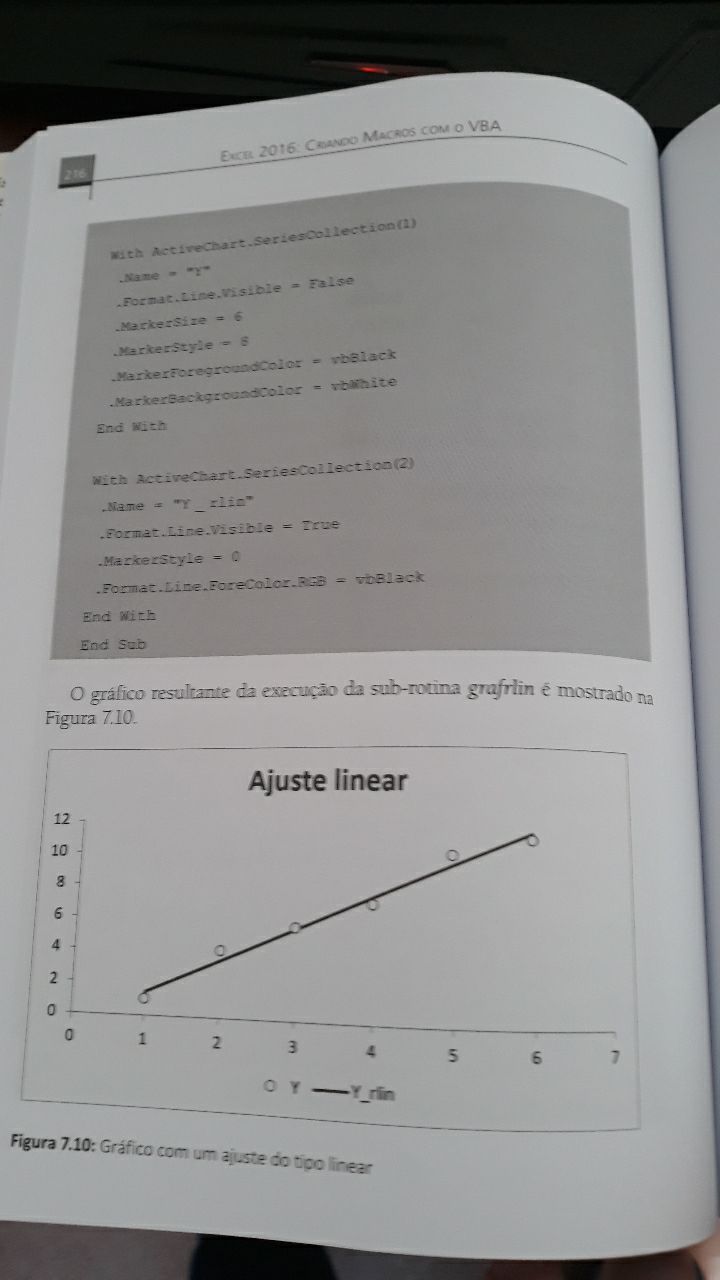 216
Excel 2016: Criando Macros com o VBA
With ActiveChart.SeriesCollection(1)
.Name = "Y"
.Format.Line.Visible = False
.MarkerSize = 6
.MarkerStyle = 8
.MarkerForegroundColor = vbBlack
.MarkerBackgroundColor = vbWhite
End With
With ActiveChart.SeriesCollection(2)
.Name = "Y _ rlin"
.Format.Line.Visible = True
.MarkerStyle = 0
.Format.Line.ForeColor.RGB = vbBlack
End With
End Sub
O gráfico resultante da execução da sub-rotina grafrlin é mostrado na
Figura 7.10.
Ajuste linear
12
10
8
6
4
2
0
0 1 2 3 4 5 6 7
Y Y_rlin
Figura 7.10: Gráfico com um ajuste do tipo linear